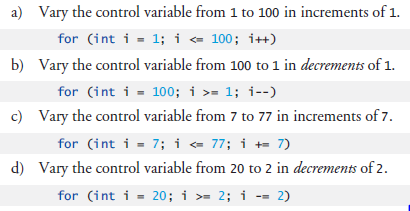 a) Vary the control variable from 1 to 100 in increments of 1.
for (int i = 1; i <= 100; i++)
b) Vary the control variable from 100 to 1 in decrements of 1.
for (int i = 100; i >= 1; i--)
c) Vary the control variable from 7 to 77 in increments of 7.
for (int i = 7; i <= 77; i += 7)
d) Vary the control variable from 20 to 2 in decrements of 2.
for (int i = 20; i >= 2; i -= 2)